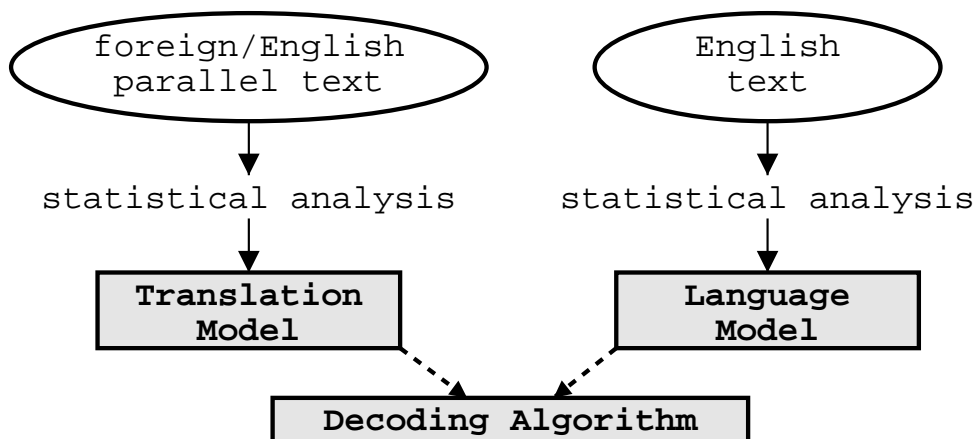 foreign/English
parallel text
English
text
statistical analysis
statistical analysis
Translation
Model
Language
Model
Decoding Algorithm